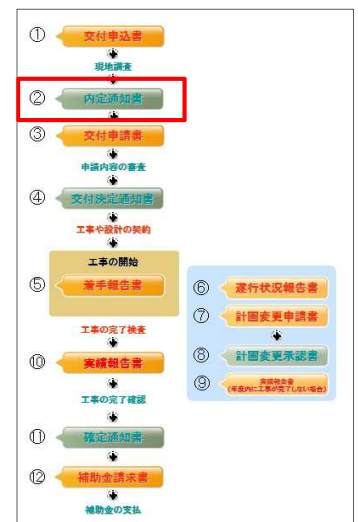 ① 交付申込書
現地調査
② 内定通知書
③ 交付申請書
申請内容の審査
④ 交付決定通知書
工事や設計の契約
工事の開始
⑤ 着手報告書
工事の完了検査
⑩ 実績報告書
工事の完了確認
⑪ 確定通知書
⑫ 補助金請求書
補助金の支払
⑥ 遂行状況報告書
⑦ 計画変更申請書
⑧ 計画変更承認書
⑨ 実績報告書
(年度内に工事が完了しない場合)